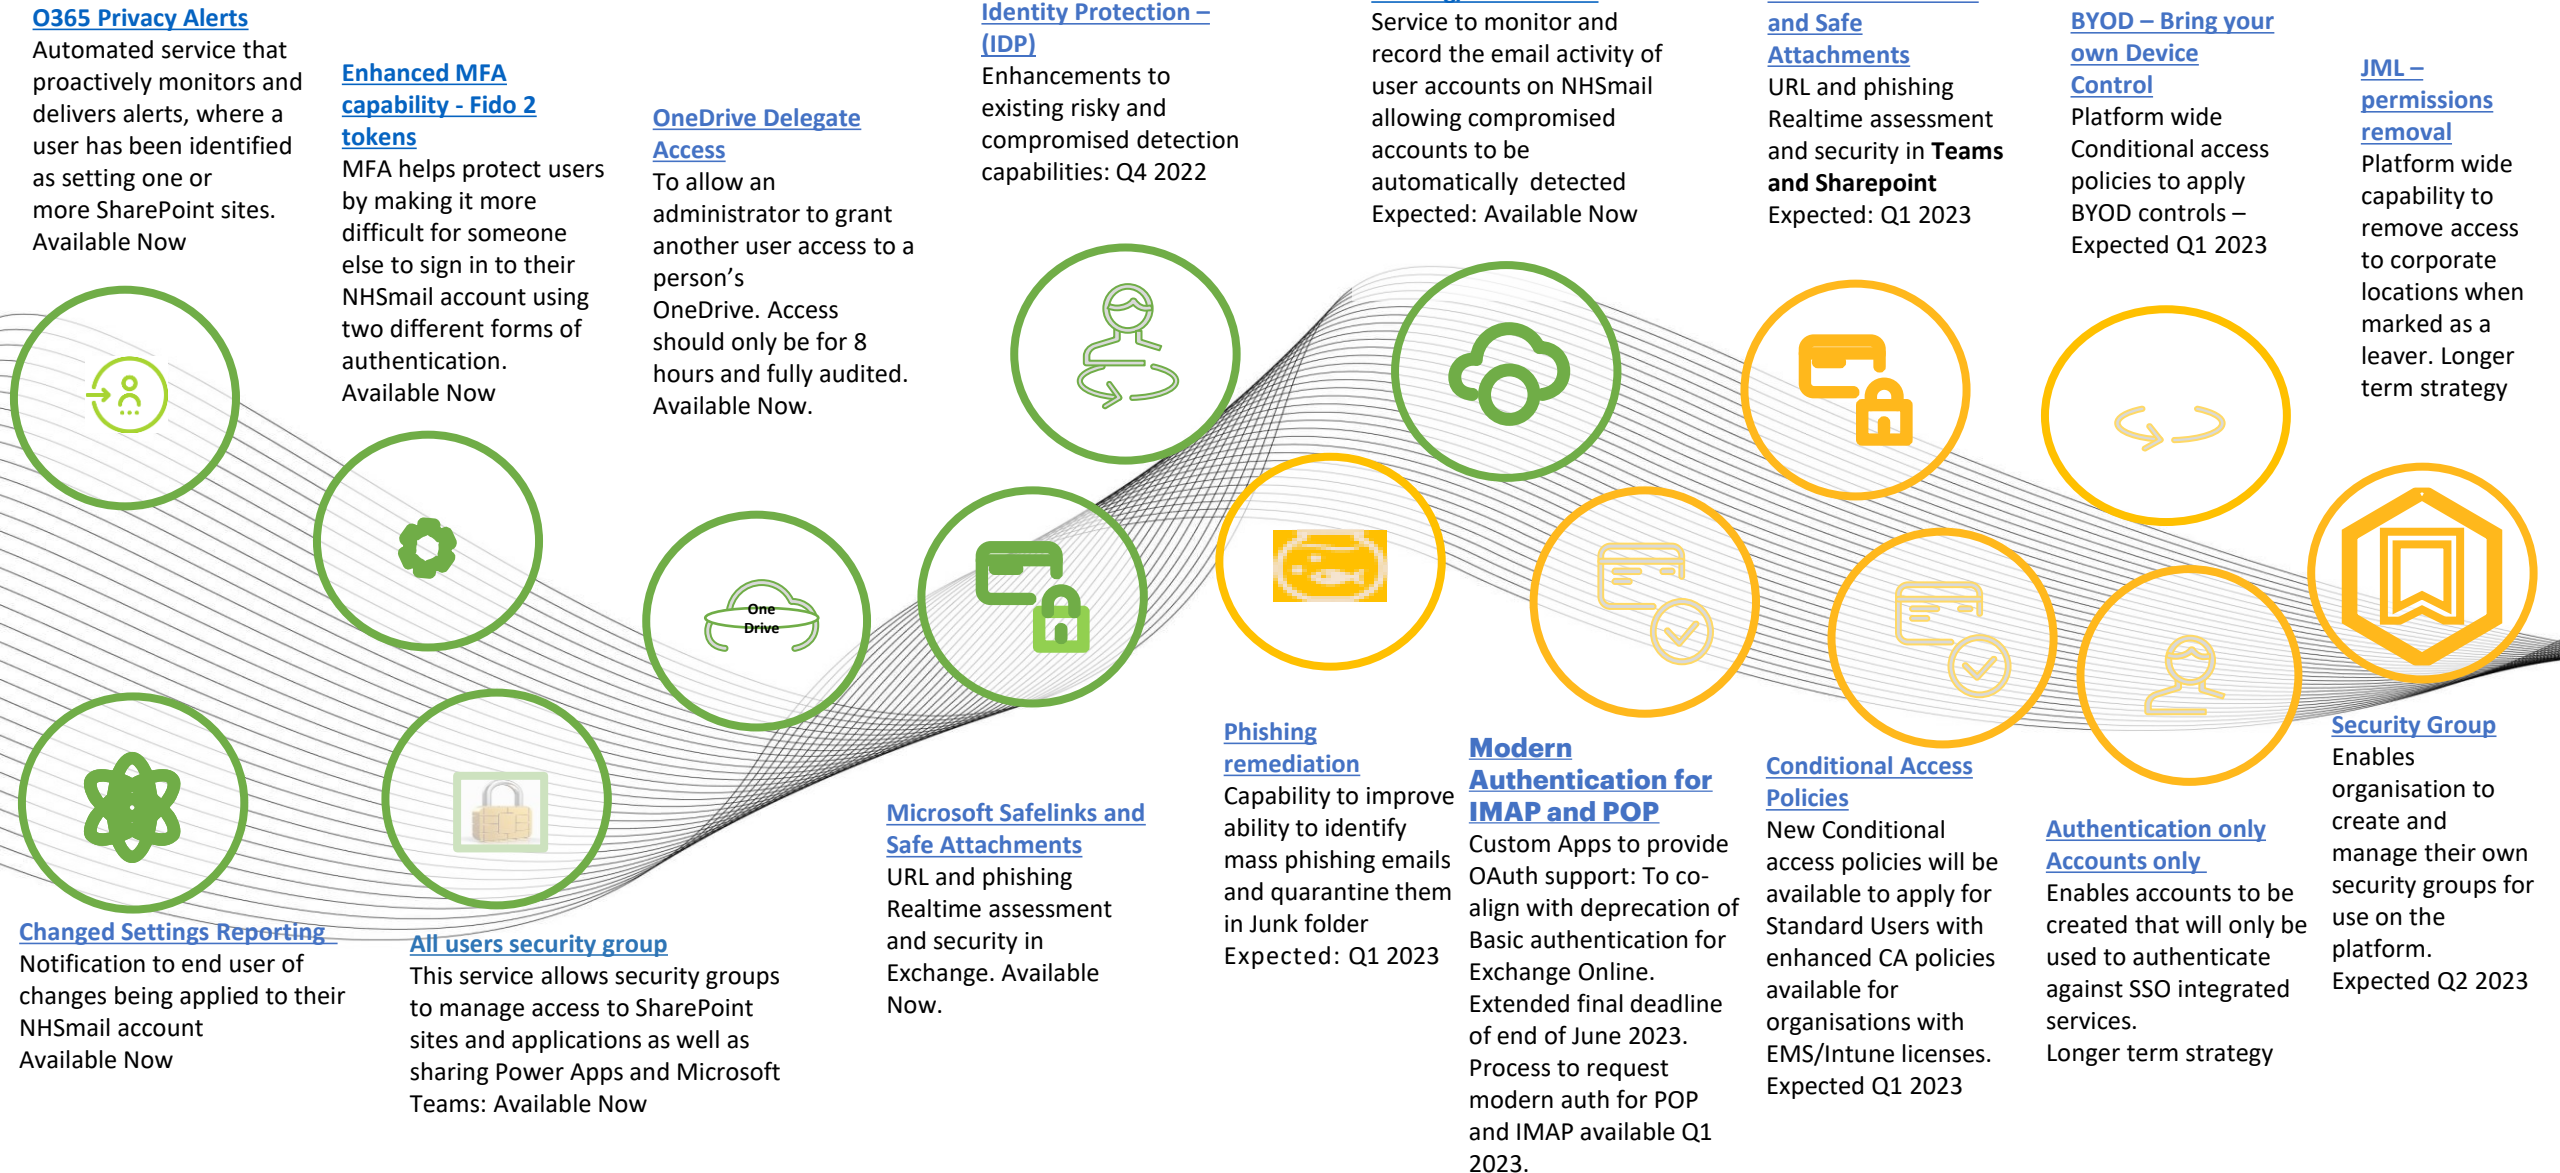 O365 Privacy Alerts
Automated service that
proactively monitors and
delivers alerts, where a
user has been identified
as setting one or
more SharePoint sites.
Available Now
Enhanced MFA
capability - Fido 2
tokens
MFA helps protect users
by making it more
difficult for someone
else to sign in to their
NHSmail account using
two different forms of
authentication.
Available Now
OneDrive Delegate
Access
To allow an
administrator to grant
another user access to a
person’s
OneDrive. Access
should only be for 8
hours and fully audited.
Available Now.
Identity Protection –
(IDP)
Enhancements to
existing risky and
compromised detection
capabilities: Q4 2022
Service to monitor and
record the email activity of
user accounts on NHSmail
allowing compromised
accounts to be
automatically  detected
Expected: Available Now
and Safe
Attachments
URL and phishing
Realtime assessment
and security in Teams
and Sharepoint
Expected: Q1 2023
BYOD – Bring your
own Device
Control
Platform wide
Conditional access
policies to apply
BYOD controls –
Expected Q1 2023
JML –
permissions
removal
Platform wide
capability to
remove access
to corporate
locations when
marked as a
leaver. Longer
term strategy
One
Drive
Changed Settings Reporting
Notification to end user of
changes being applied to their
NHSmail account
Available Now
All users security group
This service allows security groups
to manage access to SharePoint
sites and applications as well as
sharing Power Apps and Microsoft
Teams: Available Now
Microsoft Safelinks and
Safe Attachments
URL and phishing
Realtime assessment
and security in
Exchange. Available
Now.
Phishing
remediation
Capability to improve
ability to identify
mass phishing emails
and quarantine them
in Junk folder
Expected: Q1 2023
Modern
Authentication for
IMAP and POP
Custom Apps to provide
OAuth support: To co-
align with deprecation of
Basic authentication for
Exchange Online.
Extended final deadline
of end of June 2023.
Process to request
modern auth for POP
and IMAP available Q1
2023.
Conditional Access
Policies
New Conditional
access policies will be
available to apply for
Standard Users with
enhanced CA policies
available for
organisations with
EMS/Intune licenses.
Expected Q1 2023
Authentication only
Accounts only
Enables accounts to be
created that will only be
used to authenticate
against SSO integrated
services.
Longer term strategy
Security Group
Enables
organisation to
create and
manage their own
security groups for
use on the
platform.
Expected Q2 2023